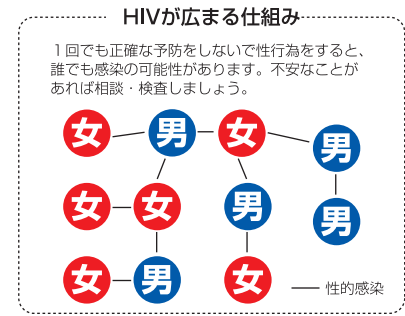 HIVが広まる仕組み
１回でも正確な予防をしないで性行為をすると、
誰でも感染の可能性があります。不安なことが
あれば相談・検査しましょう。
女 男 女 男
女 女 男 男
女 男 女
性的感染